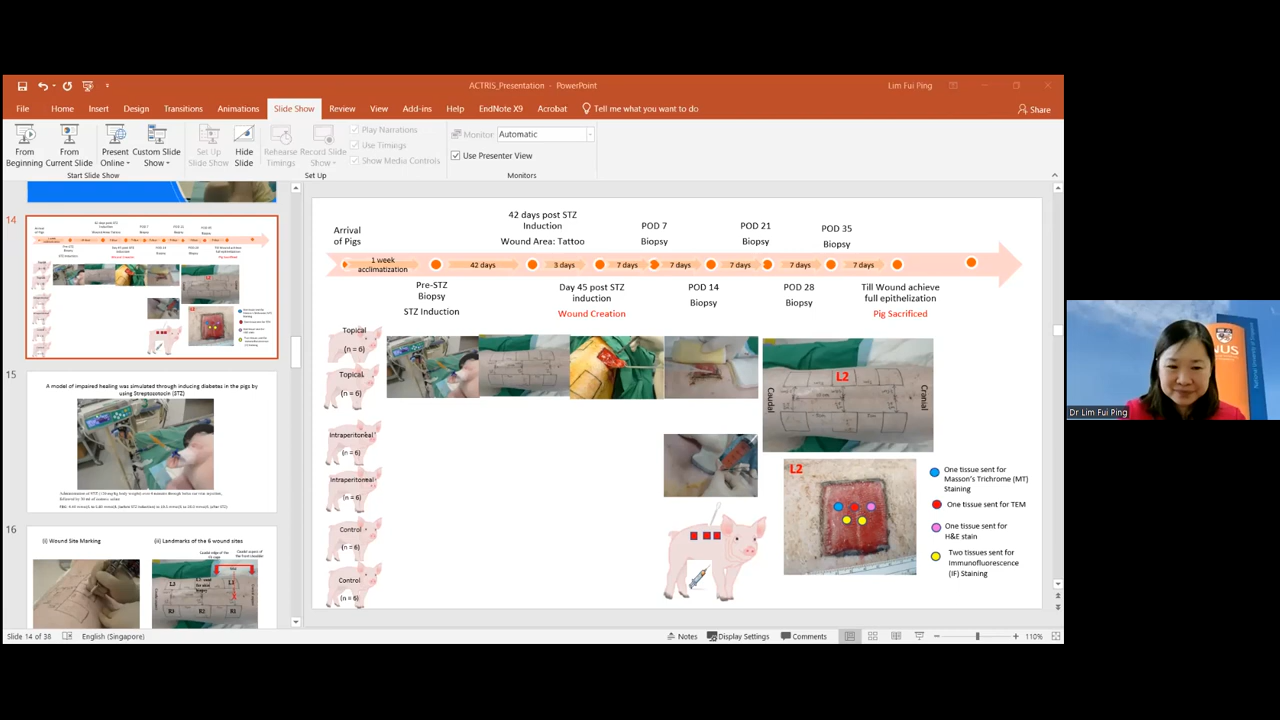 ACTRIS_Presentation - PowerPoint
Lim Fui Ping
File Home Insert Design Transitions Animations Slide Show Review View Add-ins Help EndNote X9 Acrobat Tell me what you want to do
Share
From
Beginning
From
Current Slide
Present
Online
Custom Slide
Show
Start Slide Show
Set Up
Slide Show
Hide
Slide
Rehearse
Timings
Record Slide
Show
Play Narrations
Use Timings
Show Media Controls
Set Up
Monitor: Automatic
Use Presenter View
Monitors
14
15
A model of impaired healing was simulated through inducing diabetes in the pigs by
using Streptozotocin (STZ)
16
(i) Wound Site Marking
(ii) Landmarks of the 6 wound sites
L3
L1
R3
R2
R1
Arrival
of Pigs
42 days post STZ
Induction
Wound Area: Tattoo
POD 7
Biopsy
POD 21
Biopsy
POD 35
Biopsy
1 week
acclimatization
42 days
3 days
7 days
7 days
7 days
7 days
7 days
Pre-STZ
Biopsy
STZ Induction
Day 45 post STZ
induction
Wound Creation
POD 14
Biopsy
POD 28
Biopsy
Till Wound achieve
full epithelization
Pig Sacrificed
Topical
(n = 6)
Topical
(n = 6)
Intraperitoneal
(n = 6)
Intraperitoneal
(n = 6)
Control
(n = 6)
Control
(n = 6)
L2
Caudal
Cranial
L2
One tissue sent for
Masson's Trichrome (MT)
Staining
One tissue sent for TEM
One tissue sent for
H&E stain
Two tissues sent for
Immunofluorescence
(IF) Staining
NUS
Dr Lim Fui Ping
Slide 14 of 38
English (Singapore)
Notes
Display Settings
Comments
110%